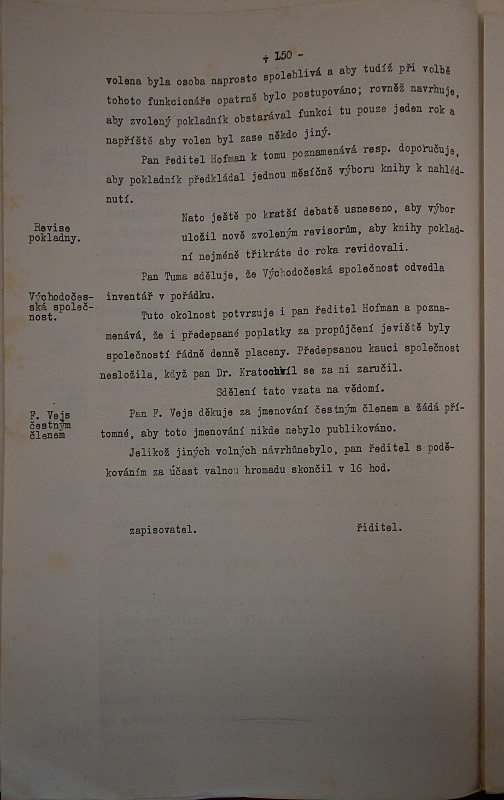 + 150 -
volena byla osoba naprosto spolehlivá a aby tudíž při volbě
tohoto funkcionáře opatrně bylo postupováno; rovněž navrhuje,
aby zvolený pokladník obstarával funkci tu pouze jeden rok a
napříště aby volen byl zase někdo jiný.
Pan ředitel Hofman k tomu poznamenává resp. doporučuje,
aby pokladník předkládal jednou měsíčně výboru knihy k nahléd-
nutí.
Revise
pokladny.
Nato ještě po kratší debatě usneseno, aby výbor
uložil nově zvoleným revisorům, aby knihy poklad-
ní nejméně třikráte do roka revidovali.
Pan Tuma sděluje, že Východočeská společnost odvedla
Východočes-
ská společ-
nost.
inventář v pořádku.
Tuto okolnost potvrzuje i pan ředitel Hofman a pozna-
menává, že i předepsané poplatky za propůjčení jeviště byly
společností řádně denně placeny. Předepsanou kauci společnost
nesložila, když pan Dr. Kratochvíl se za ni zaručil.
Sdělení tato vzata na vědomí.
F. Vejs
čestným
členem
Pan F. Vejs děkuje za jmenování čestným členem a žádá pří-
tomné, aby toto jmenování nikde nebylo publikováno.
Jelikož jiných volných návrhůnebylo, pan ředitel s podě-
kováním za účast valnou hromadu skončil v 16 hod.
zapisovatel. řiditel.